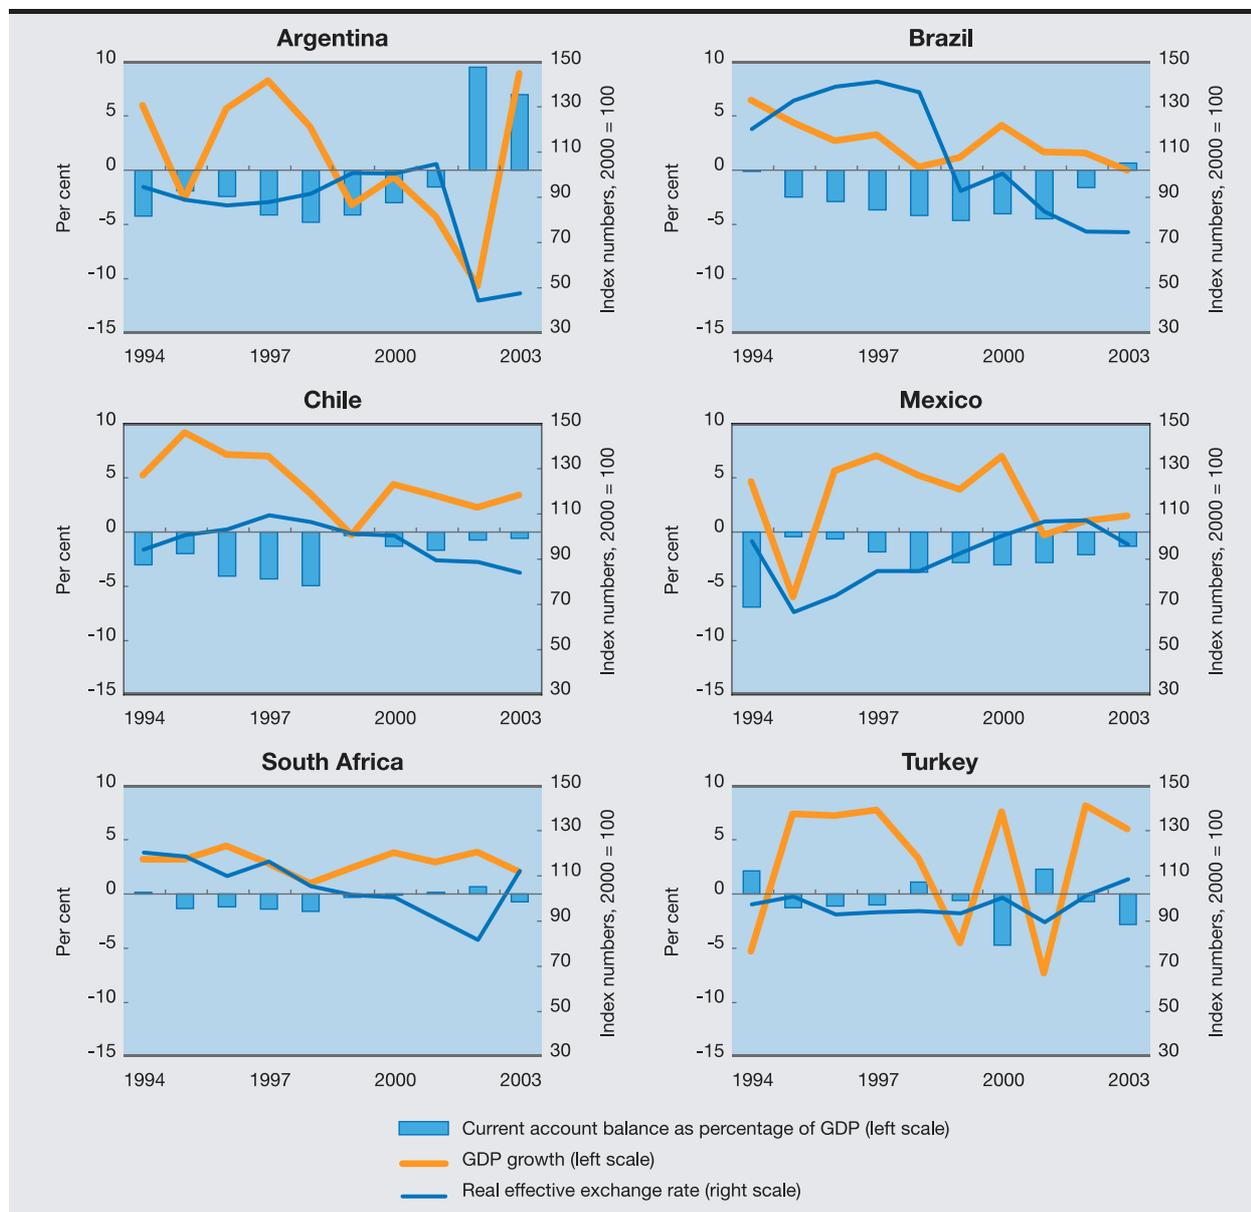 Argentina
10
5
0
-5
-10
-15
Per cent
150
130
110
90
70
50
30
Index numbers, 2000 = 100
1994 1997 2000 2003
Brazil
10
5
0
-5
-10
-15
Per cent
150
130
110
90
70
50
30
Index numbers, 2000 = 100
1994 1997 2000 2003
Chile
10
5
0
-5
-10
-15
Per cent
150
130
110
90
70
50
30
Index numbers, 2000 = 100
1994 1997 2000 2003
Mexico
10
5
0
-5
-10
-15
Per cent
150
130
110
90
70
50
30
Index numbers, 2000 = 100
1994 1997 2000 2003
South Africa
10
5
0
-5
-10
-15
Per cent
150
130
110
90
70
50
30
Index numbers, 2000 = 100
1994 1997 2000 2003
Turkey
10
5
0
-5
-10
-15
Per cent
150
130
110
90
70
50
30
Index numbers, 2000 = 100
1994 1997 2000 2003
Current account balance as percentage of GDP (left scale)
GDP growth (left scale)
Real effective exchange rate (right scale)